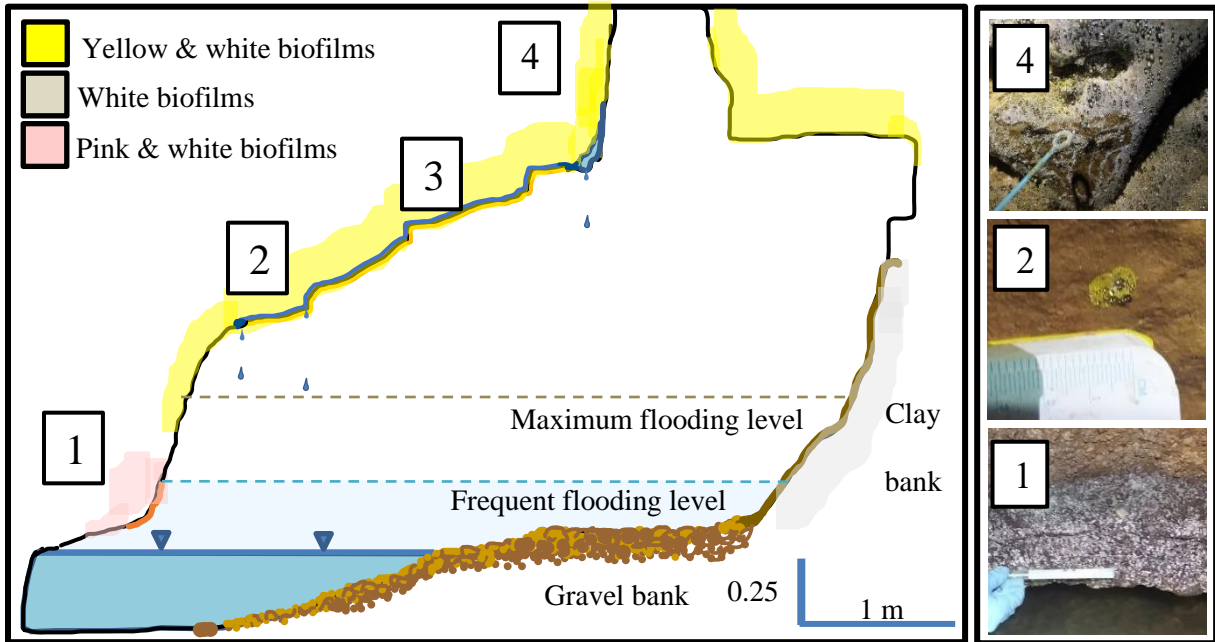 Yellow & white biofilms
White biofilms
Pink & white biofilms
4
3
2
1
Maximum flooding level
Clay
bank
Frequent flooding level
Gravel bank
0.25
1 m
4
2
1